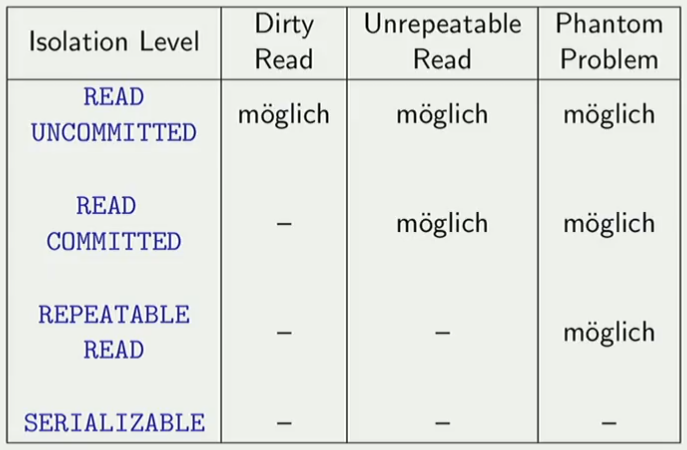 Isolation Level Dirty Read Unrepeatable Read Phantom Problem
READ UNCOMMITTED möglich möglich möglich
READ COMMITTED – möglich möglich
REPEATABLE READ – – möglich
SERIALIZABLE – – –